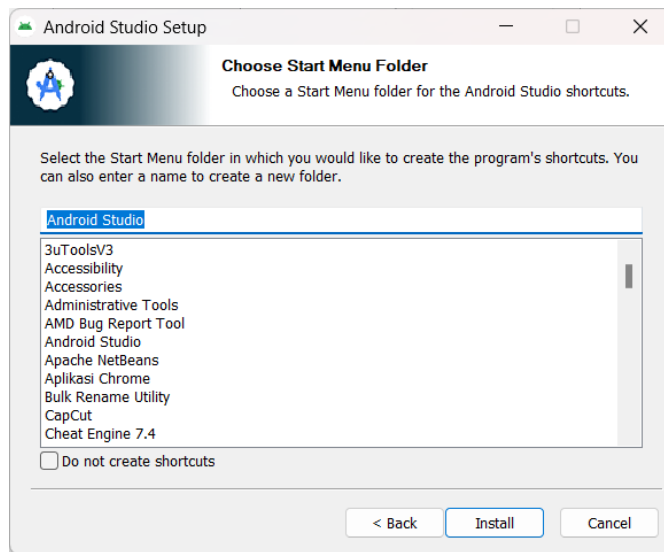 Android Studio Setup
Choose Start Menu Folder
Choose a Start Menu folder for the Android Studio shortcuts.
Select the Start Menu folder in which you would like to create the program's shortcuts. You
can also enter a name to create a new folder.
Android Studio
3uToolsV3
Accessibility
Accessories
Administrative Tools
AMD Bug Report Tool
Android Studio
Apache NetBeans
Aplikasi Chrome
Bulk Rename Utility
CapCut
Cheat Engine 7.4
Do not create shortcuts
< Back Install Cancel